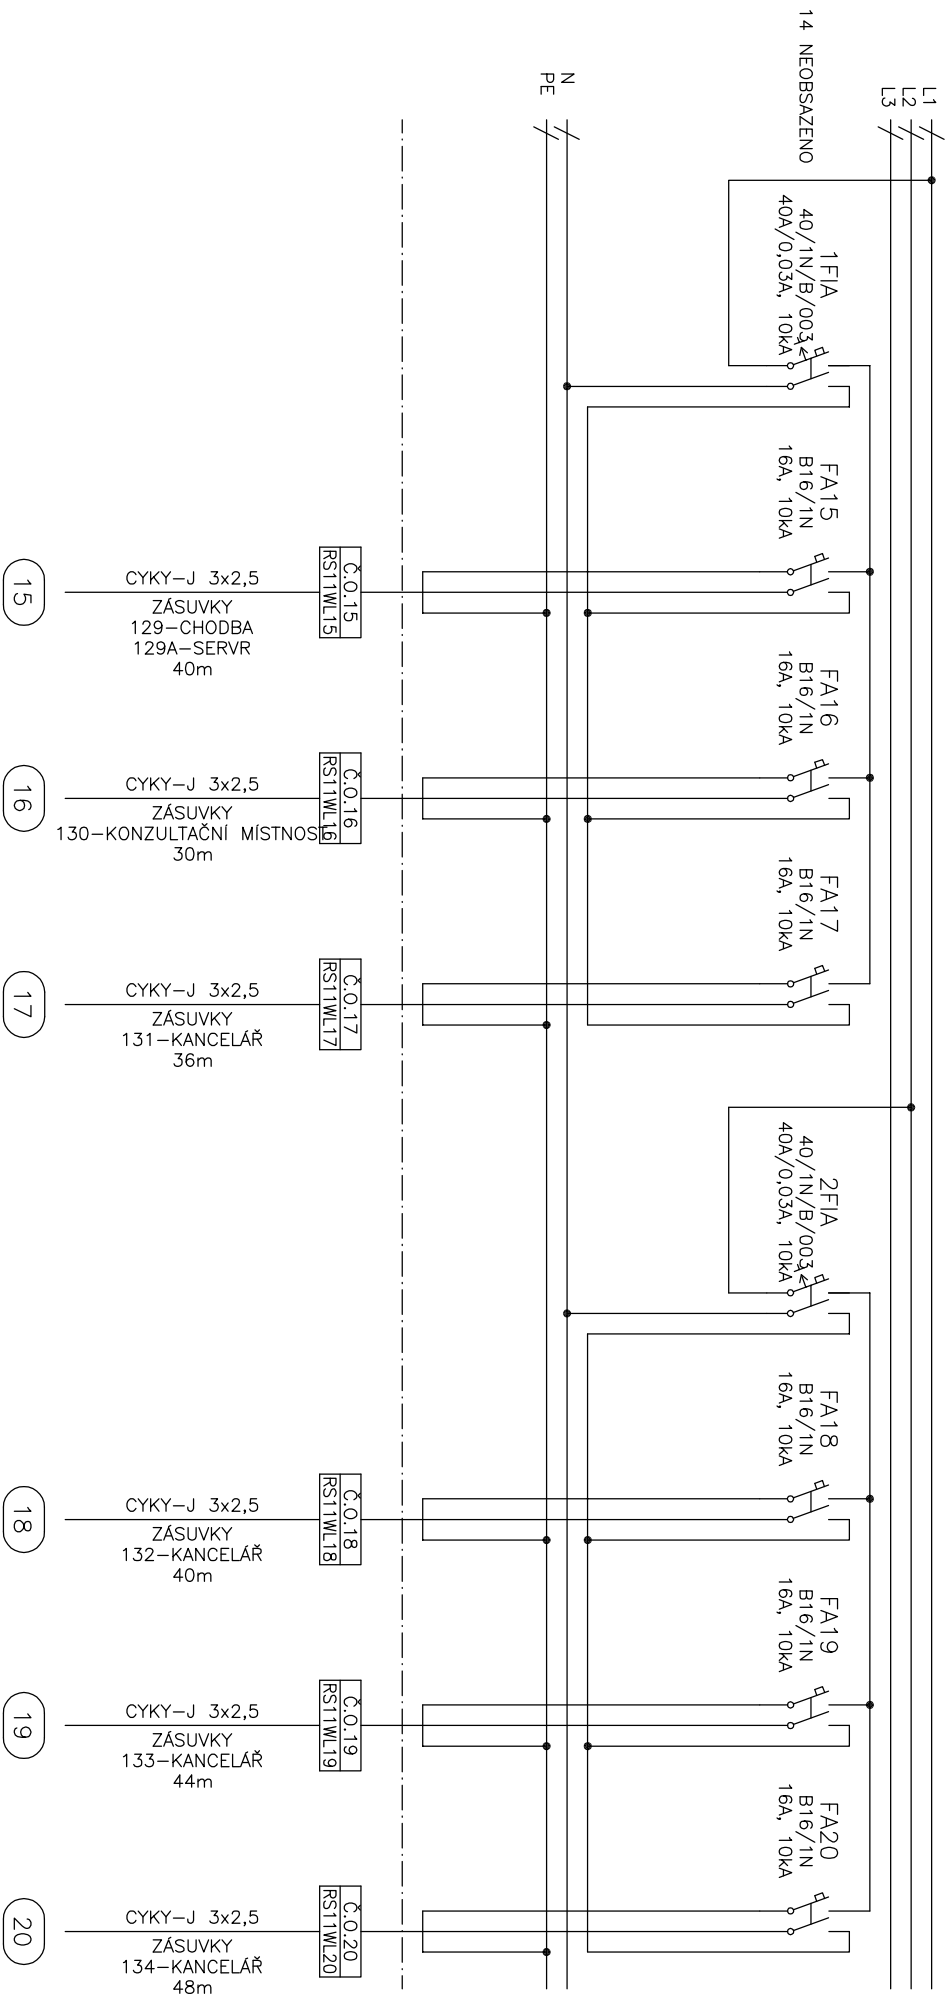 14 NEOBSAZENO
L1
L2
L3
N
PE
1FIA
40/1N/B/003
40A/0,03A, 10kA
FA15
B16/1N
16A, 10kA
FA16
B16/1N
16A, 10kA
FA17
B16/1N
16A, 10kA
2FIA
40/1N/B/003
40A/0,03A, 10kA
FA18
B16/1N
16A, 10kA
FA19
B16/1N
16A, 10kA
FA20
B16/1N
16A, 10kA
Č.O.15
RS11WL15
CYKY-J 3x2,5
ZÁSUVKY
129-CHODBA
129A-SERVR
40m
15
Č.O.16
RS11WL16
CYKY-J 3x2,5
ZÁSUVKY
130-KONZULTAČNÍ MÍSTNOST
30m
16
Č.O.17
RS11WL17
CYKY-J 3x2,5
ZÁSUVKY
131-KANCELÁŘ
36m
17
Č.O.18
RS11WL18
CYKY-J 3x2,5
ZÁSUVKY
132-KANCELÁŘ
40m
18
Č.O.19
RS11WL19
CYKY-J 3x2,5
ZÁSUVKY
133-KANCELÁŘ
44m
19
Č.O.20
RS11WL20
CYKY-J 3x2,5
ZÁSUVKY
134-KANCELÁŘ
48m
20